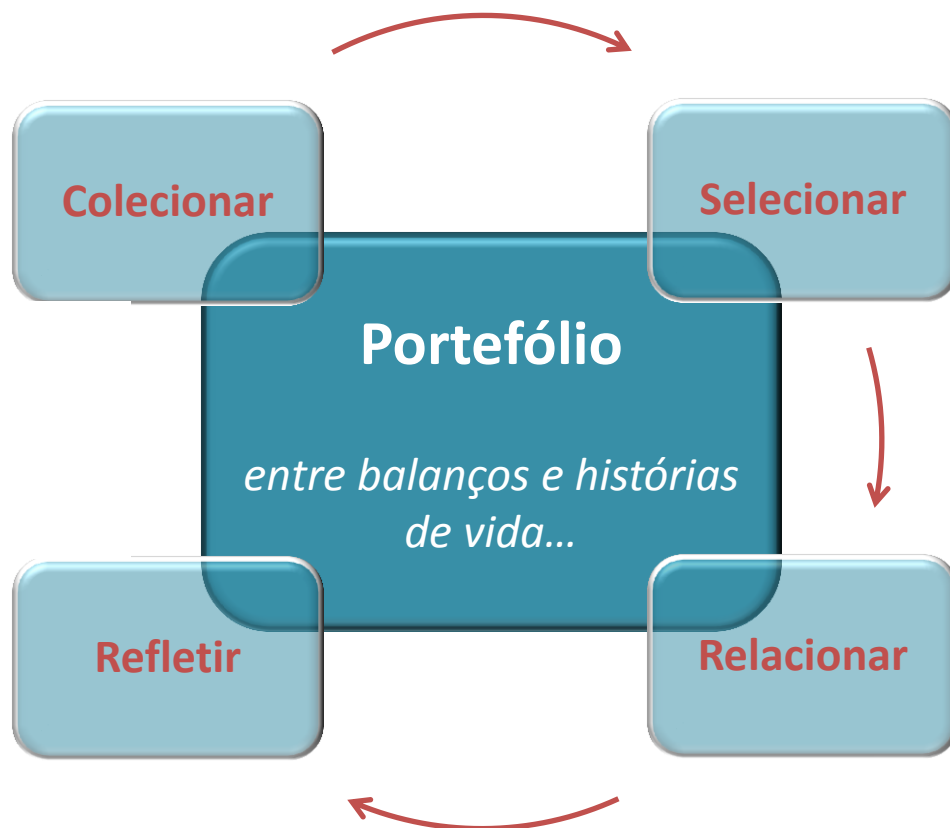 Colecionar
Selecionar
Portefólio
entre balanços e histórias
de vida...
Refletir
Relacionar